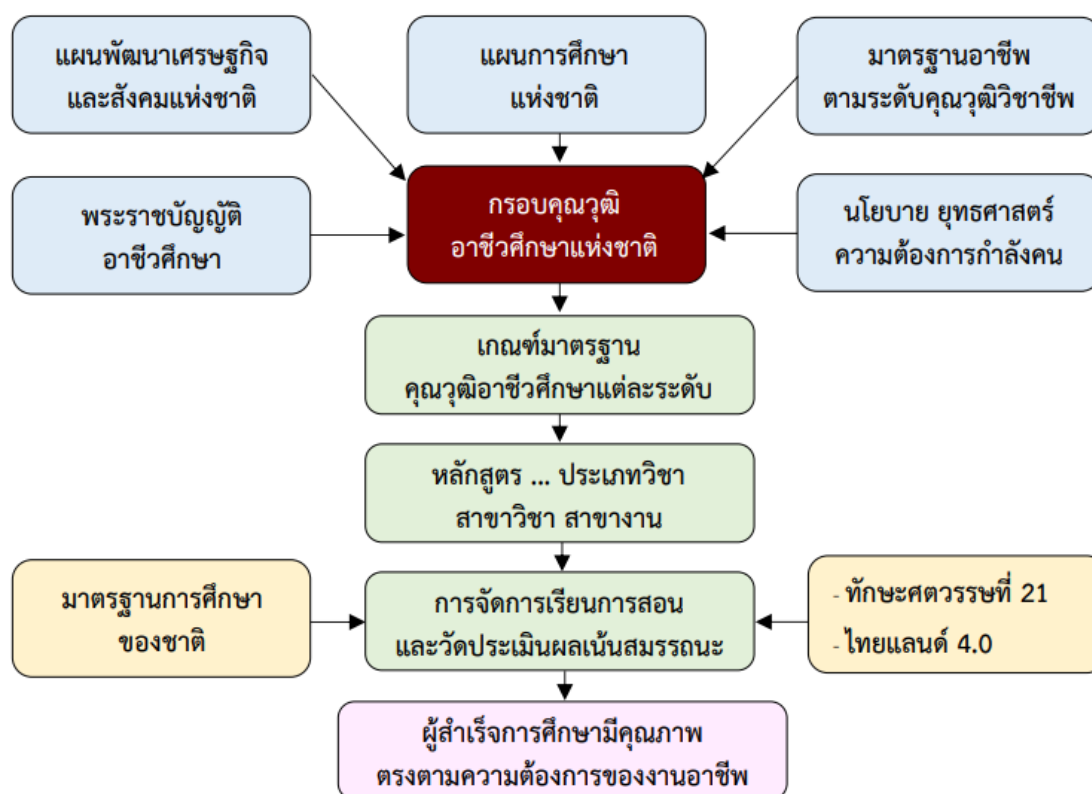 แผนพัฒนาเศรษฐกิจ
และสังคมแห่งชาติ
แผนการศึกษา
แห่งชาติ
มาตรฐานอาชีพ
ตามระดับคุณวุฒิวิชาชีพ
พระราชบัญญัติ
อาชีวศึกษา
กรอบคุณวุฒิ
อาชีวศึกษาแห่งชาติ
นโยบาย ยุทธศาสตร์
ความต้องการกำลังคน
เกณฑ์มาตรฐาน
คุณวุฒิอาชีวศึกษาแต่ละระดับ
หลักสูตร ... ประเภทวิชา
สาขาวิชา สาขางาน
มาตรฐานการศึกษา
ของชาติ
การจัดการเรียนการสอน
และวัดประเมินผลเน้นสมรรถนะ
- ทักษะศตวรรษที่ 21
- ไทยแลนด์ 4.0
ผู้สำเร็จการศึกษามีคุณภาพ
ตรงตามความต้องการของงานอาชีพ